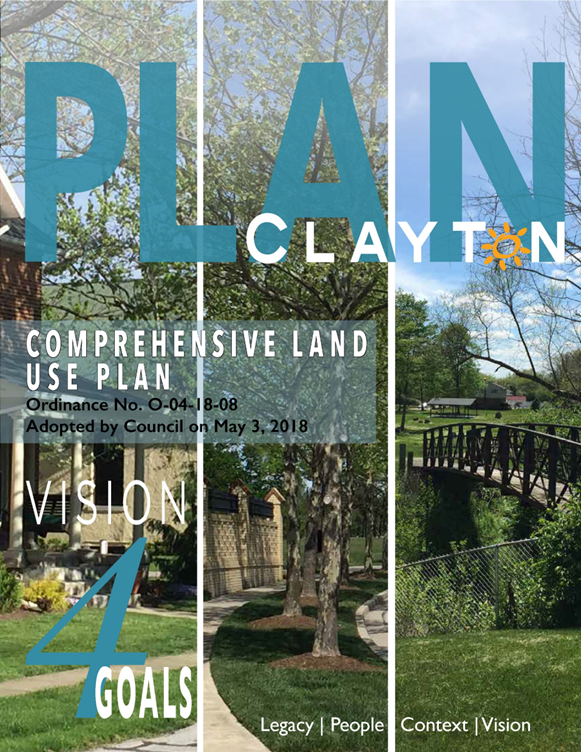 PLAN
CLAYTON
COMPREHENSIVE LAND
USE PLAN
Ordinance No. O-04-18-08
Adopted by Council on May 3, 2018
VISION
4
GOALS
Legacy | People Context | Vision